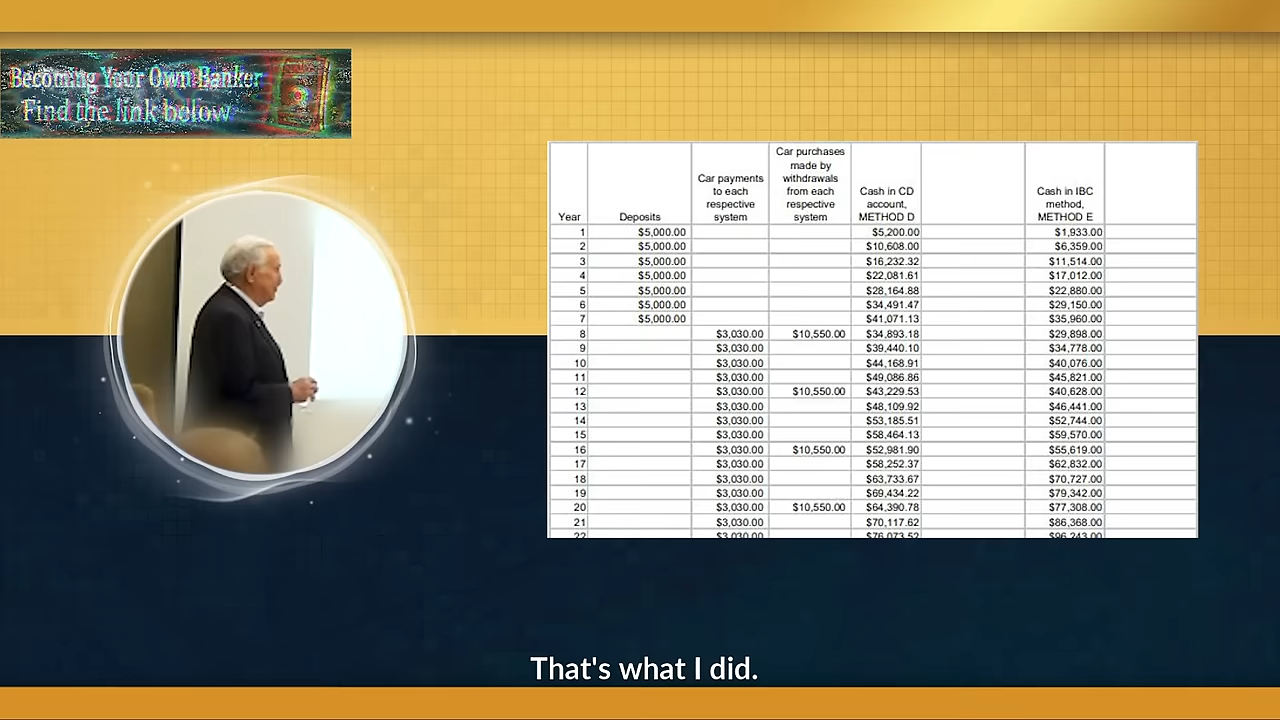 Becoming Your Own Banker
Find the link below
Car purchases
made by
Car payments withdrawals
to each from each Cash in CD Cash in IBC
respective respective account, method,
Year Deposits system system METHOD D METHOD E
1 $5,000.00 $5,200.00 $1,933.00
2 $5,000.00 $10,608.00 $6,359.00
3 $5,000.00 $16,232.32 $11,514.00
4 $5,000.00 $22,081.61 $17,012.00
5 $5,000.00 $28,164.88 $22,880.00
6 $5,000.00 $34,491.47 $29,150.00
7 $5,000.00 $41,071.13 $35,960.00
8 $3,030.00 $10,550.00 $34,893.18 $29,898.00
9 $3,030.00 $39,440.10 $34,778.00
10 $3,030.00 $44,168.91 $40,076.00
11 $3,030.00 $49,086.86 $45,821.00
12 $3,030.00 $10,550.00 $43,229.53 $40,628.00
13 $3,030.00 $48,109.92 $46,441.00
14 $3,030.00 $53,185.51 $52,744.00
15 $3,030.00 $58,464.13 $59,570.00
16 $3,030.00 $10,550.00 $52,981.90 $55,619.00
17 $3,030.00 $58,252.37 $62,832.00
18 $3,030.00 $63,733.67 $70,727.00
19 $3,030.00 $69,434.22 $79,342.00
20 $3,030.00 $10,550.00 $64,390.78 $77,308.00
21 $3,030.00 $70,117.62 $86,368.00
22 $3,030.00 $76,073.52 $96,243.00
That's what I did.